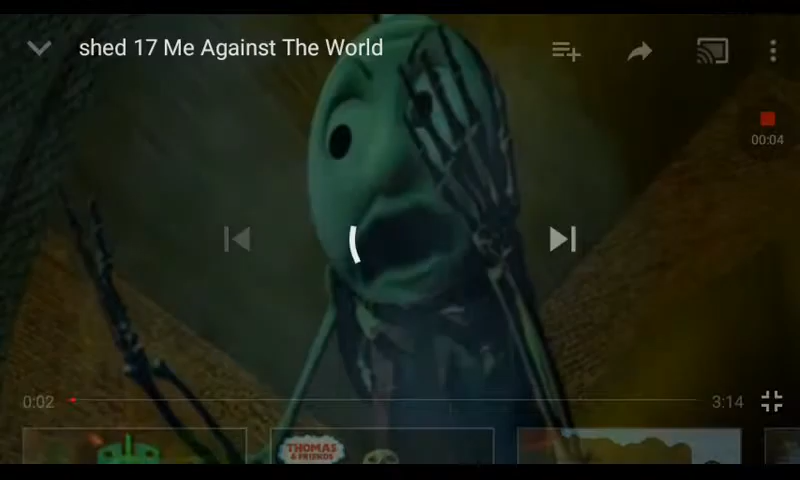 shed 17 Me Against The World
00:04
0:02
3:14
THOMAS
& FRIENDS